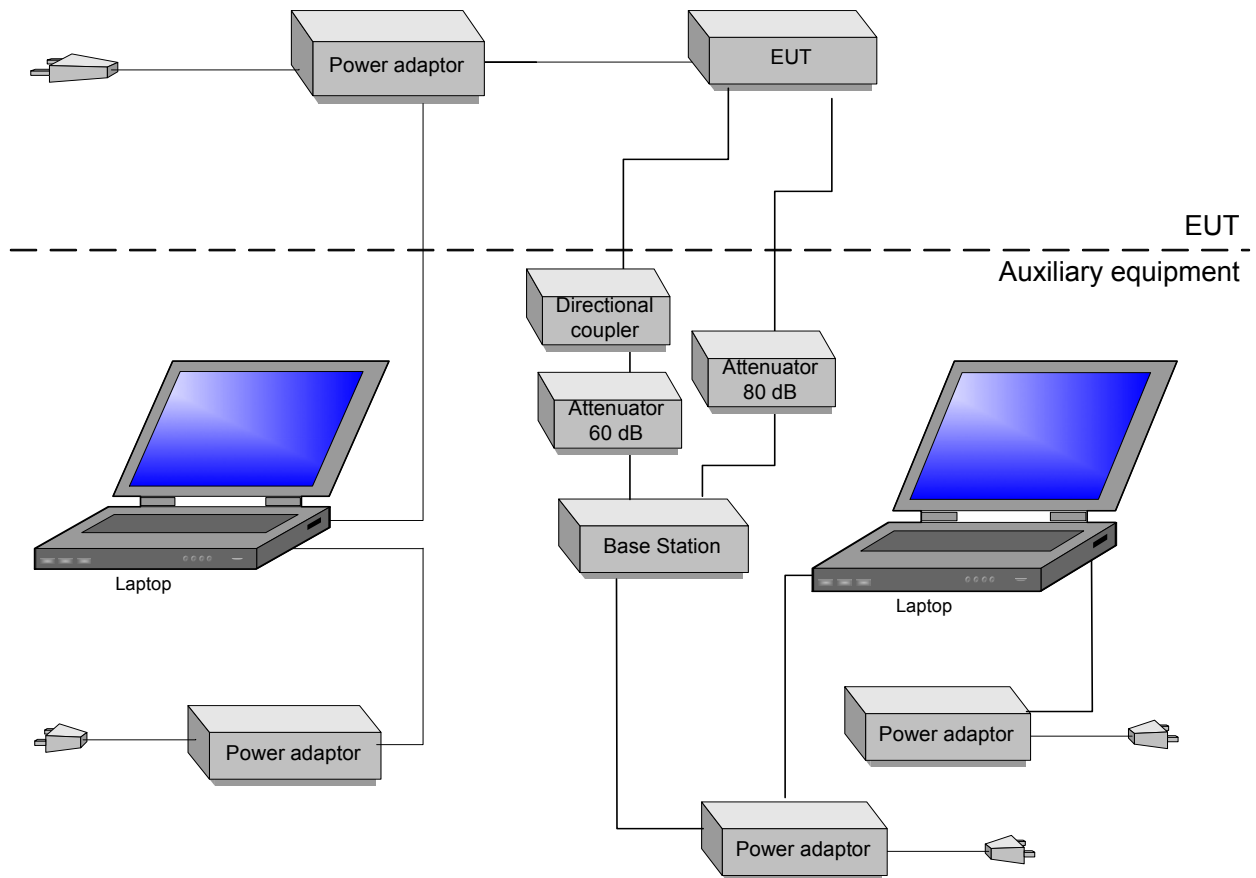 Power adaptor
EUT
EUT
Auxiliary equipment
Directional
coupler
Attenuator
80 dB
Attenuator
60 dB
Base Station
Laptop
Laptop
Power adaptor
Power adaptor
Power adaptor